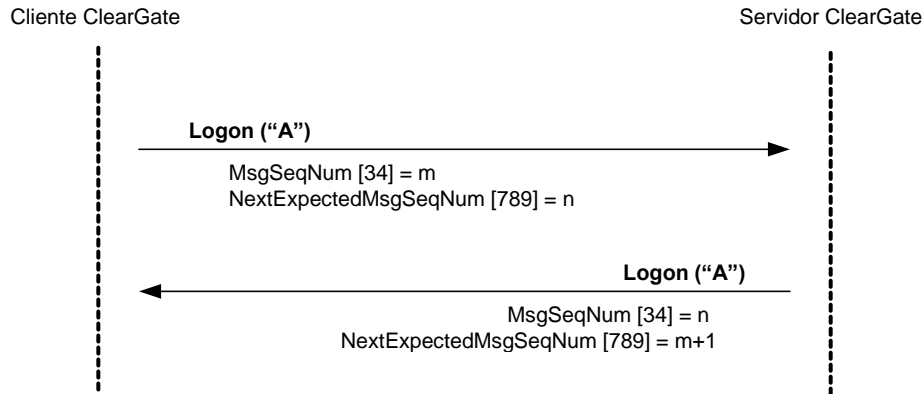 Cliente ClearGate
Servidor ClearGate
Logon (“A”)
MsgSeqNum [34] = m
NextExpectedMsgSeqNum [789] = n
Logon (“A”)
MsgSeqNum [34] = n
NextExpectedMsgSeqNum [789] = m+1